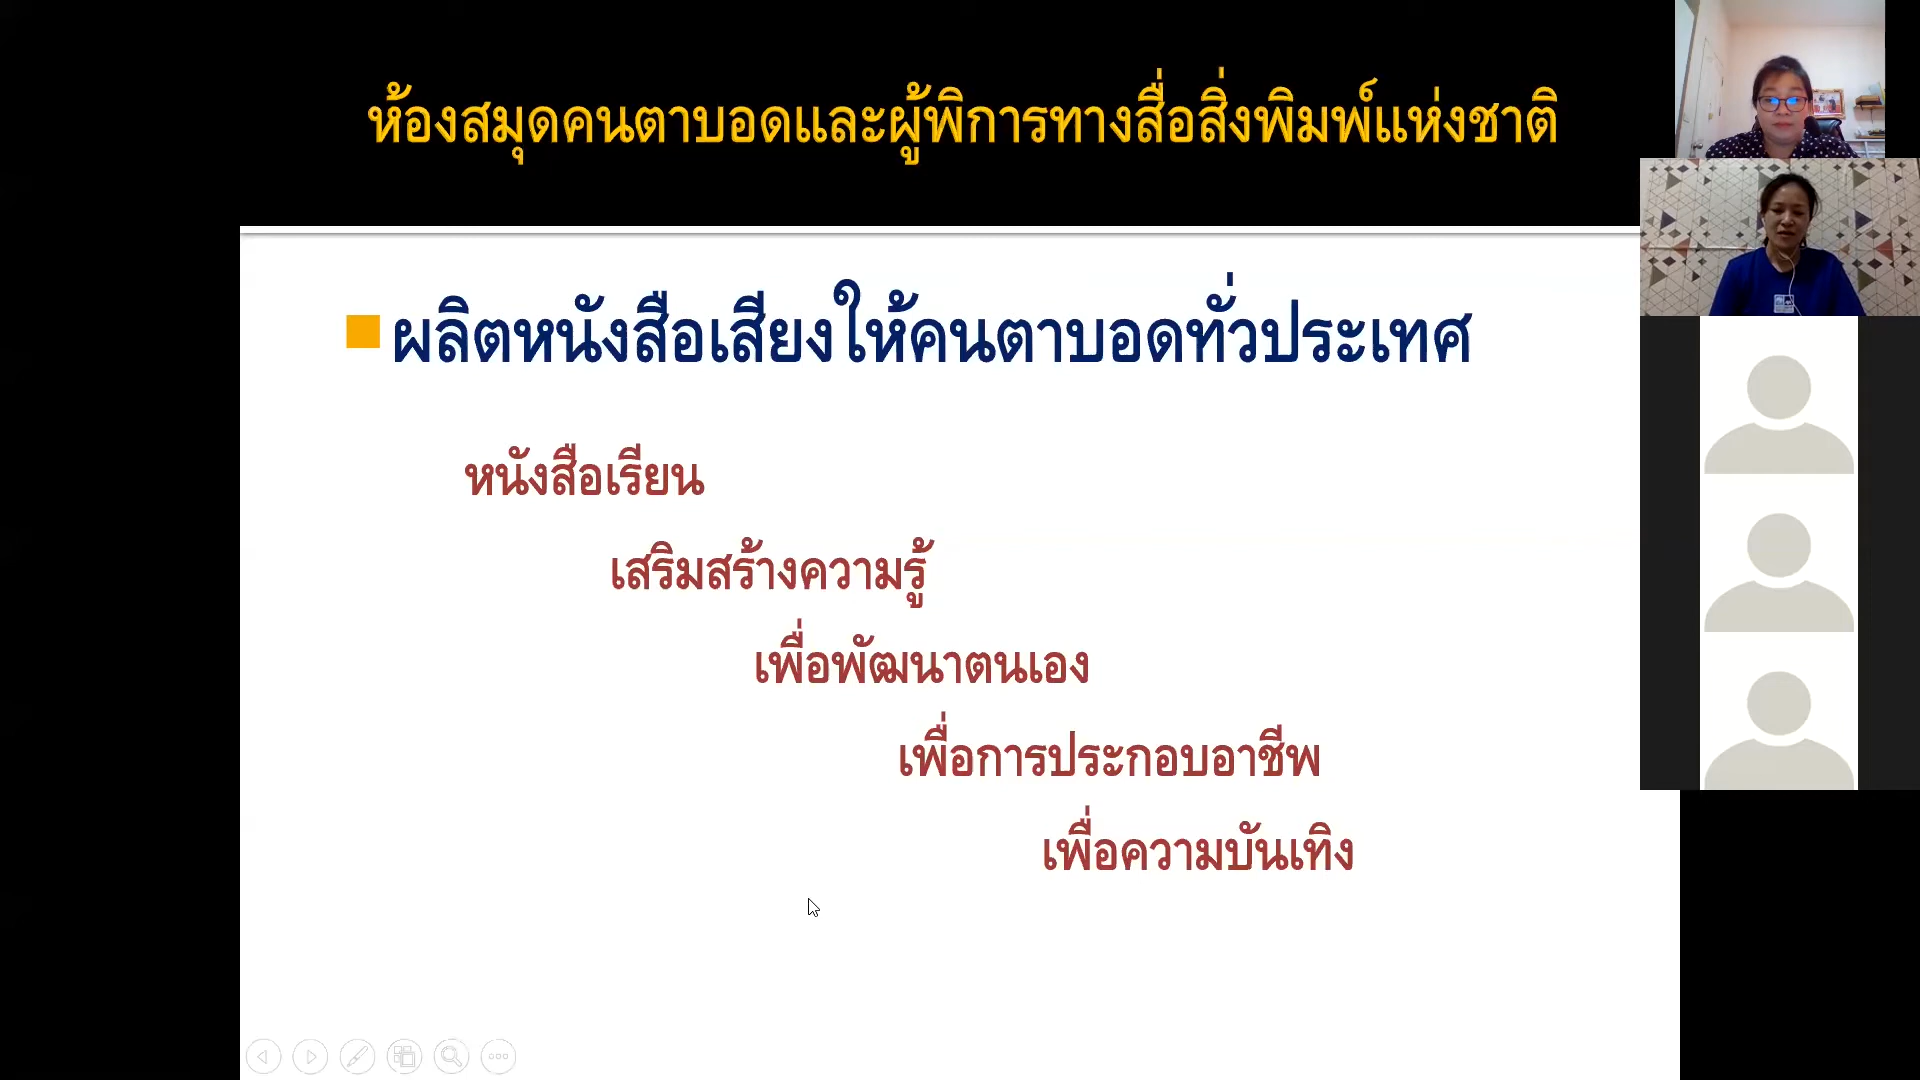 ห้องสมุดคนตาบอดและผู้พิการทางสื่อสิ่งพิมพ์แห่งชาติ
ผลิตหนังสือเสียงให้คนตาบอดทั่วประเทศ
หนังสือเรียน
เสริมสร้างความรู้
เพื่อพัฒนาตนเอง
เพื่อการประกอบอาชีพ
เพื่อความบันเทิง